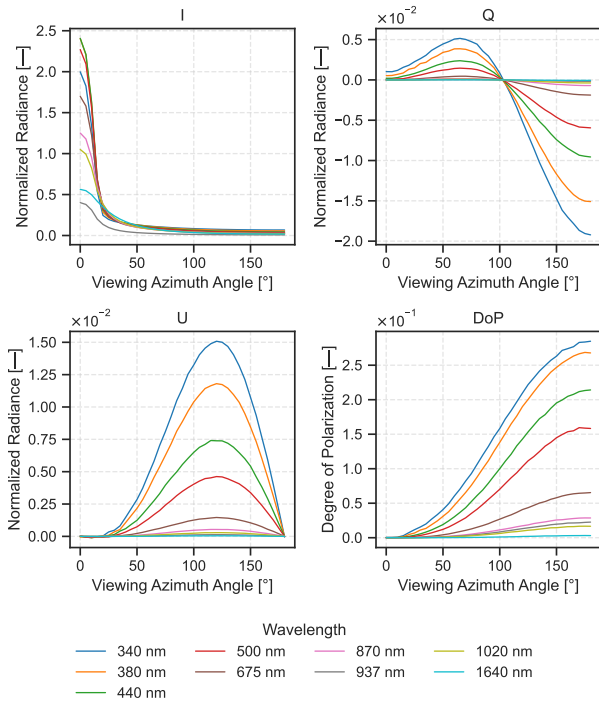 I
Normalized Radiance [—]
2.5
2.0
1.5
1.0
0.5
0.0
0 50 100 150
Viewing Azimuth Angle [°]
Q
×10⁻²
Normalized Radiance [—]
0.5
0.0
−0.5
−1.0
−1.5
−2.0
0 50 100 150
Viewing Azimuth Angle [°]
U
×10⁻²
Normalized Radiance [—]
1.50
1.25
1.00
0.75
0.50
0.25
0.00
0 50 100 150
Viewing Azimuth Angle [°]
DoP
×10⁻¹
Degree of Polarization [—]
2.5
2.0
1.5
1.0
0.5
0.0
0 50 100 150
Viewing Azimuth Angle [°]
Wavelength
340 nm 500 nm 870 nm 1020 nm
380 nm 675 nm 937 nm 1640 nm
440 nm